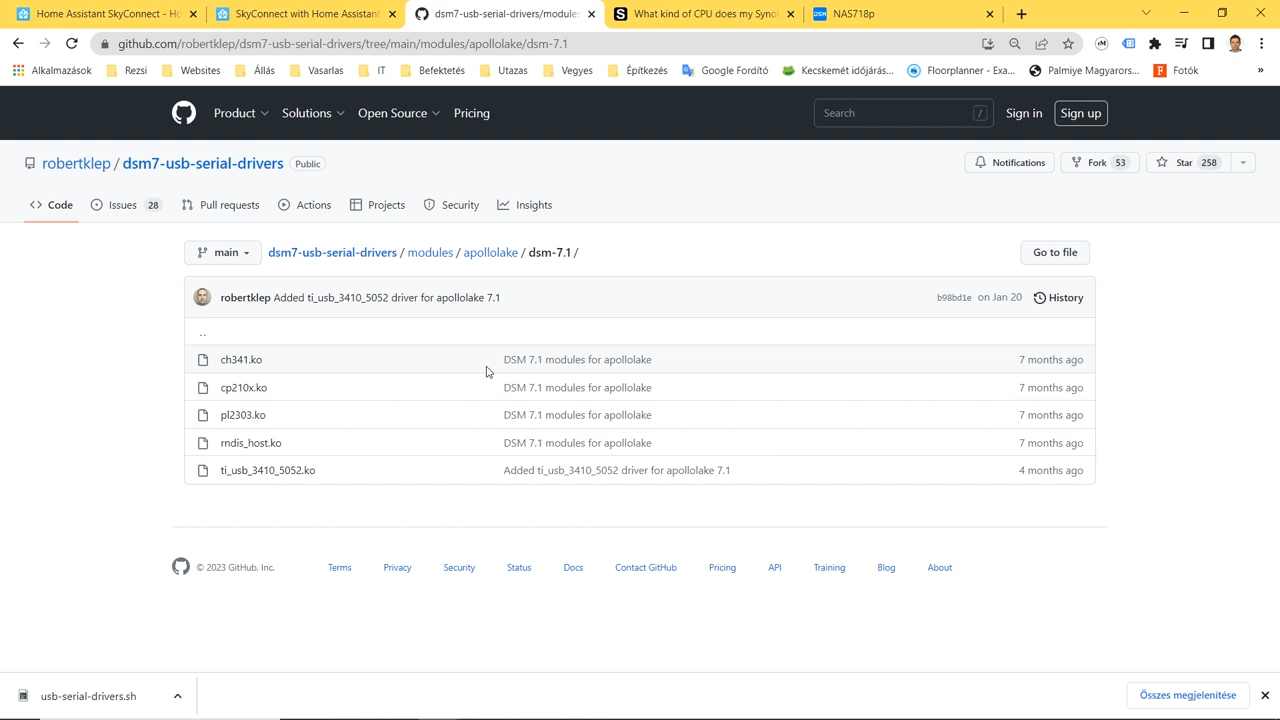 Home Assistant SkyConnect - Ho
SkyConnect with Home Assistant
dsm7-usb-serial-drivers/modules
What kind of CPU does my Syno
NAS718p
github.com/robertklep/dsm7-usb-serial-drivers/tree/main/modules/apollolake/dsm-7.1
Alkalmazások
Rezsi
Websites
Állás
Vasarlas
IT
Befektetés
Utazas
Vegyes
Építkezés
Google Fordító
Kecskemét időjárás...
Floorplanner - Exa...
Palmiye Magyarors...
Fotók
»
Product
Solutions
Open Source
Pricing
Search /
Sign in
Sign up
robertklep / dsm7-usb-serial-drivers Public
Notifications
Fork 53
Star 258
Code
Issues 28
Pull requests
Actions
Projects
Security
Insights
main
dsm7-usb-serial-drivers / modules / apollolake / dsm-7.1 /
Go to file
robertklep Added ti_usb_3410_5052 driver for apollolake 7.1
b98bd1e on Jan 20 History
..
ch341.ko DSM 7.1 modules for apollolake 7 months ago
cp210x.ko DSM 7.1 modules for apollolake 7 months ago
pl2303.ko DSM 7.1 modules for apollolake 7 months ago
rndis_host.ko DSM 7.1 modules for apollolake 7 months ago
ti_usb_3410_5052.ko Added ti_usb_3410_5052 driver for apollolake 7.1 4 months ago
© 2023 GitHub, Inc.
Terms
Privacy
Security
Status
Docs
Contact GitHub
Pricing
API
Training
Blog
About
usb-serial-drivers.sh
Összes megjelenítése